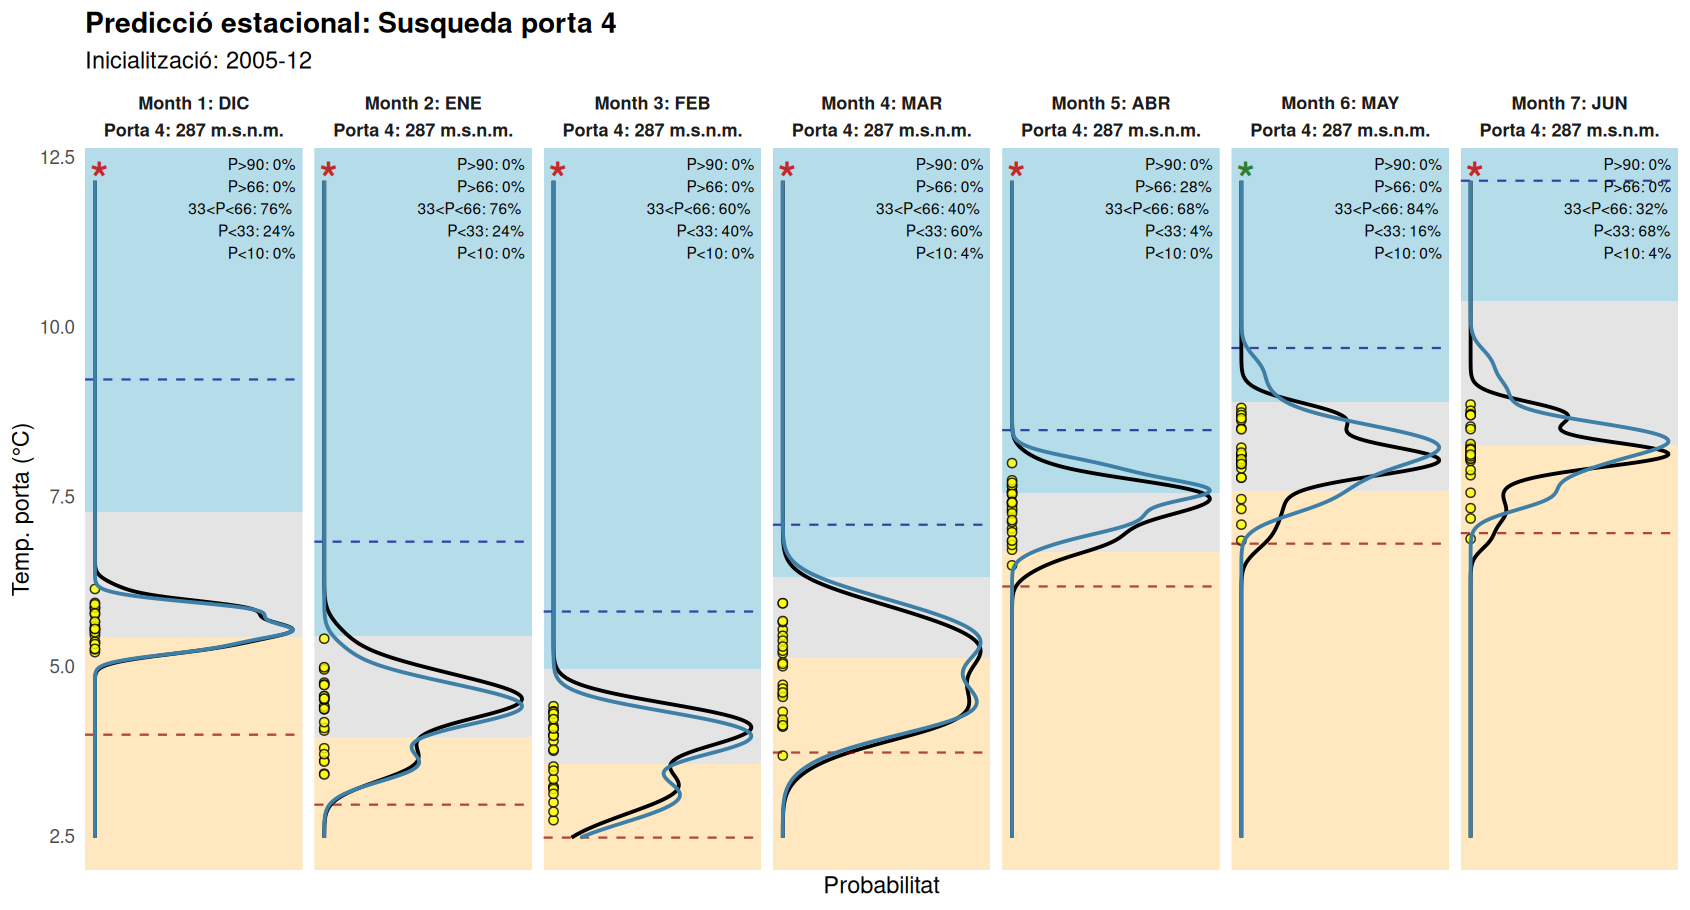 Predicció estacional: Susqueda porta 4
Inicialització: 2005-12
Month 1: DIC
Porta 4: 287 m.s.n.m.
Month 2: ENE
Porta 4: 287 m.s.n.m.
Month 3: FEB
Porta 4: 287 m.s.n.m.
Month 4: MAR
Porta 4: 287 m.s.n.m.
Month 5: ABR
Porta 4: 287 m.s.n.m.
Month 6: MAY
Porta 4: 287 m.s.n.m.
Month 7: JUN
Porta 4: 287 m.s.n.m.
Temp. porta (°C)
12.5
10.0
7.5
5.0
2.5
*
P>90: 0%
P>66: 0%
33<P<66: 76%
P<33: 24%
P<10: 0%
*
P>90: 0%
P>66: 0%
33<P<66: 76%
P<33: 24%
P<10: 0%
*
P>90: 0%
P>66: 0%
33<P<66: 60%
P<33: 40%
P<10: 0%
*
P>90: 0%
P>66: 0%
33<P<66: 40%
P<33: 60%
P<10: 4%
*
P>90: 0%
P>66: 28%
33<P<66: 68%
P<33: 4%
P<10: 0%
*
P>90: 0%
P>66: 0%
33<P<66: 84%
P<33: 16%
P<10: 0%
*
P>90: 0%
P>66: 0%
33<P<66: 32%
P<33: 68%
P<10: 4%
Probabilitat